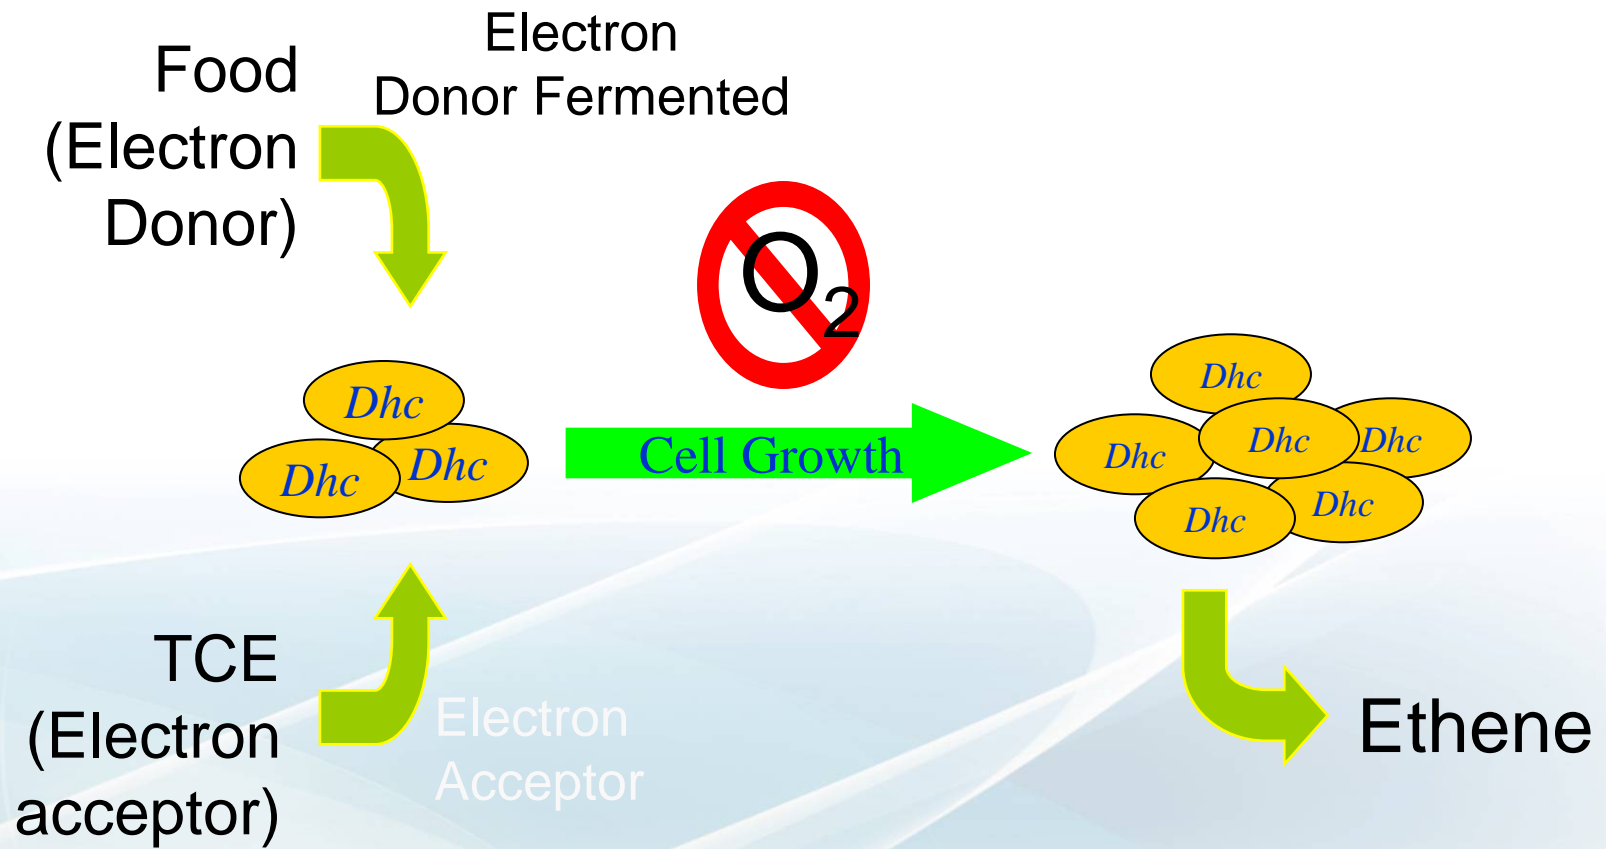 Food
(Electron
Donor)
Electron
Donor Fermented
O2
Dhc
Dhc
Dhc
Cell Growth
Dhc
Dhc
Dhc
Dhc
Dhc
Dhc
TCE
(Electron
acceptor)
Electron
Acceptor
Ethene